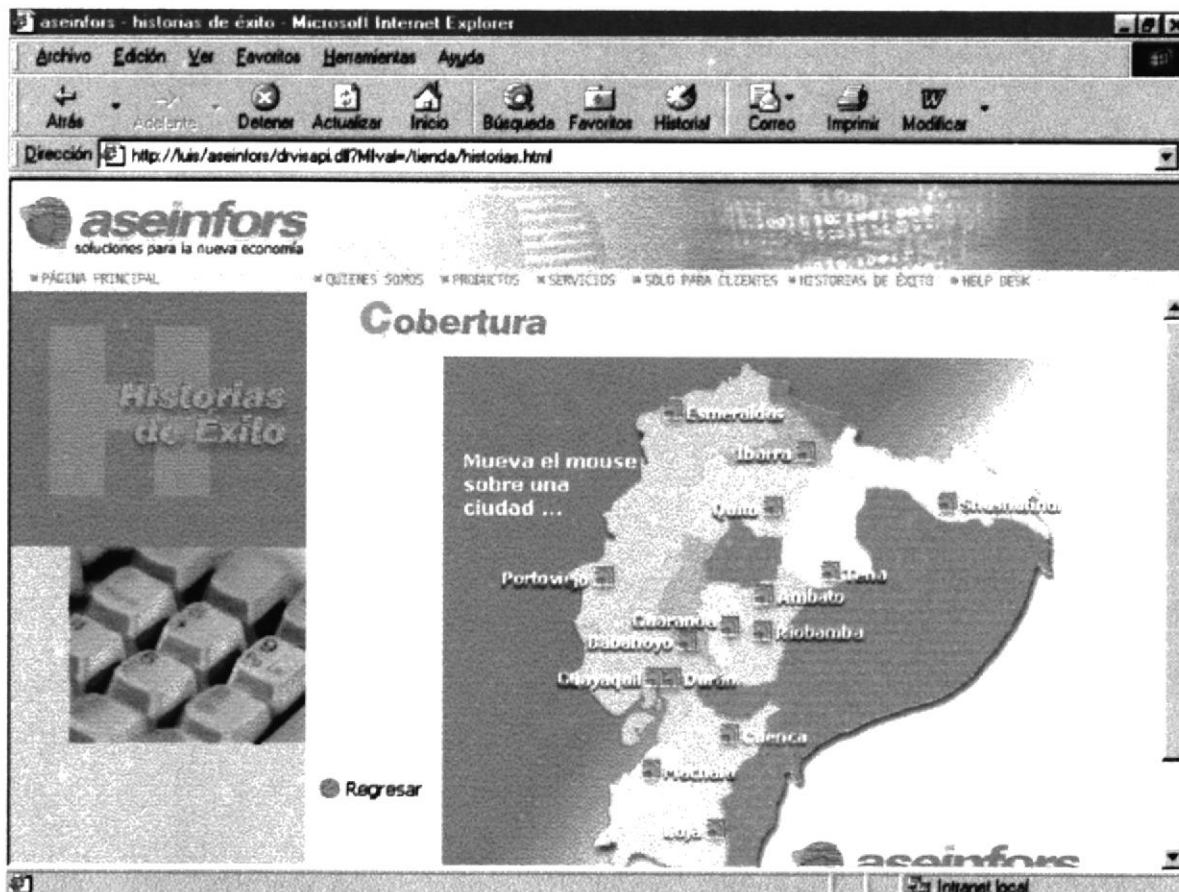 aseinfors - historias de éxito - Microsoft Internet Explorer
Archivo Edición Ver Favoritos Herramientas Ayuda
Atrás Adelante Detener Actualizar Inicio Búsqueda Favoritos Historial Correo Imprimir Modificar
Dirección http://luis/aseinfors/drvisapi.dll?MIval=/tienda/historias.html
aseinfors
soluciones para la nueva economía
PÁGINA PRINCIPAL QUIENES SOMOS PRODUCTOS SERVICIOS SOLO PARA CLIENTES HISTORIAS DE ÉXITO HELP DESK
Cobertura
Historias
de Éxito
Mueva el mouse
sobre una
ciudad ...
Esmeraldas
Ibarra
Quito
Shushufindi
Portoviejo
Tena
Ambato
Guaranda
Riobamba
Babahoyo
Guayaquil
Durán
Cuenca
Machala
Loja
Regresar
aseinfors
Intranet local